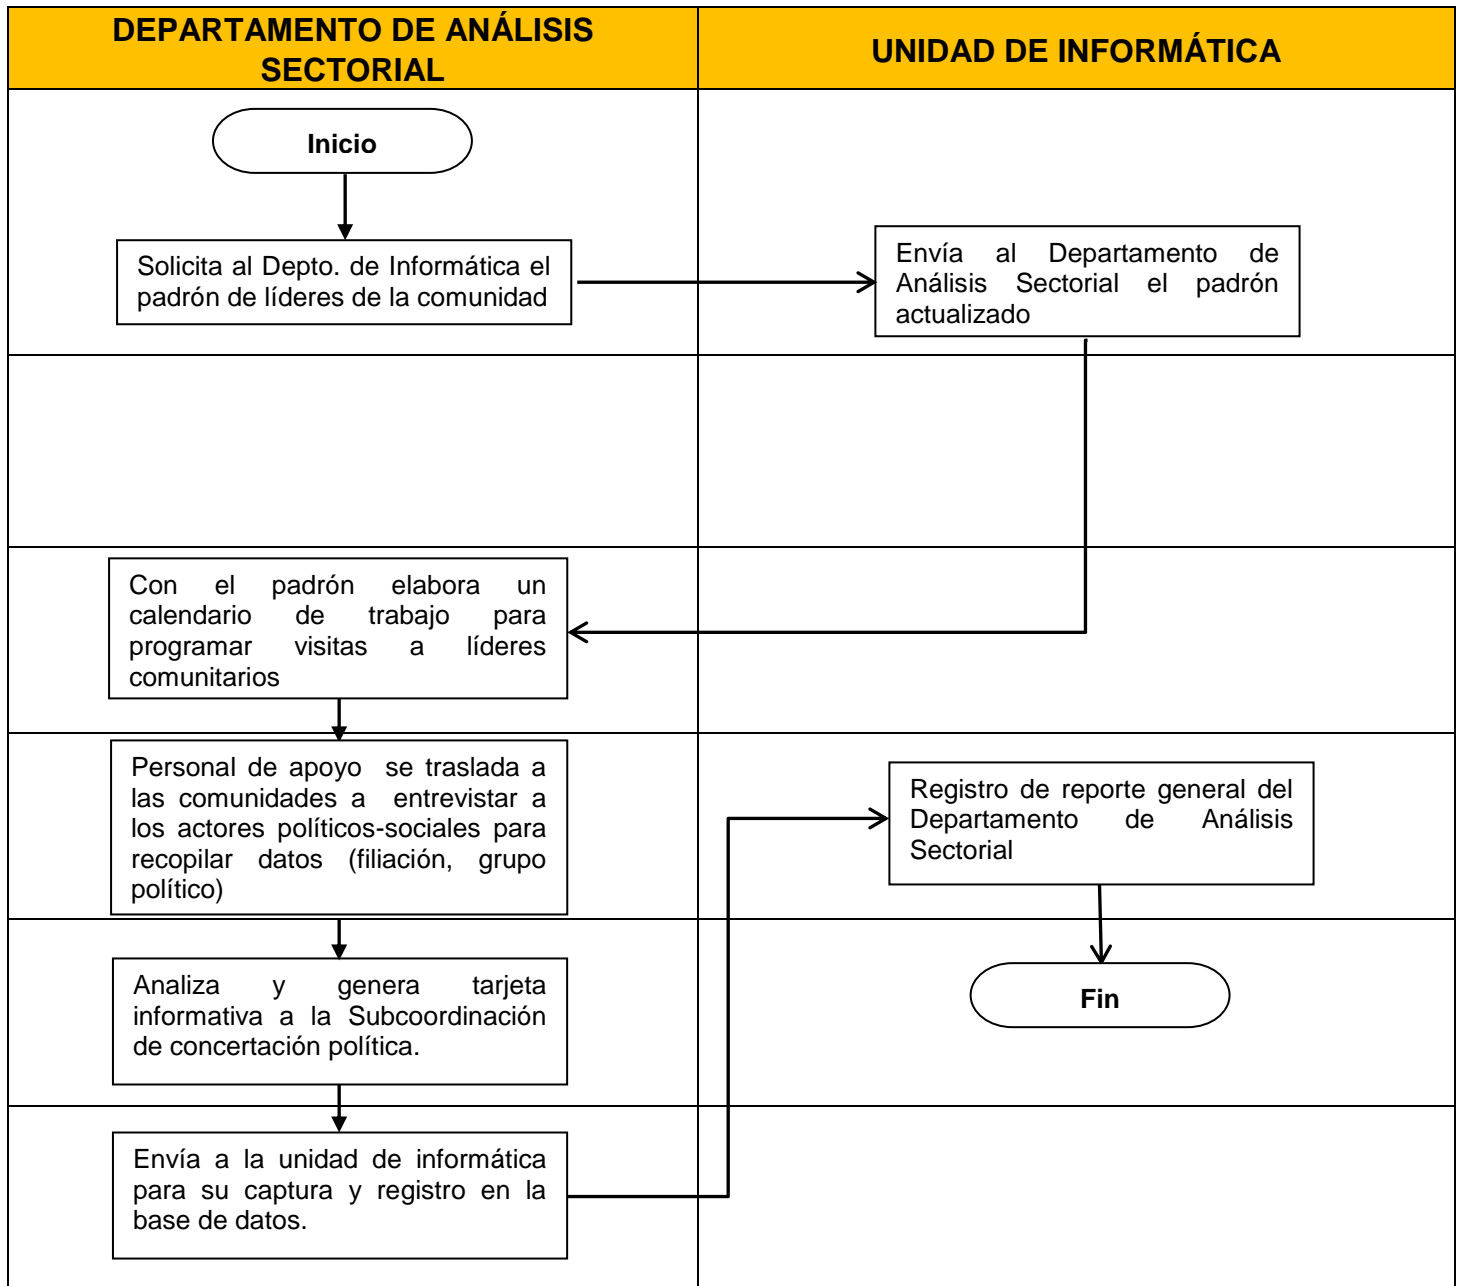 DEPARTAMENTO DE ANÁLISIS
SECTORIAL
UNIDAD DE INFORMÁTICA
Inicio
Solicita al Depto. de Informática el
padrón de líderes de la comunidad
Envía al Departamento de
Análisis Sectorial el padrón
actualizado
Con el padrón elabora un
calendario de trabajo para
programar visitas a líderes
comunitarios
Personal de apoyo se traslada a
las comunidades a entrevistar a
los actores políticos-sociales para
recopilar datos (filiación, grupo
político)
Registro de reporte general del
Departamento de Análisis
Sectorial
Analiza y genera tarjeta
informativa a la Subcoordinación
de concertación política.
Fin
Envía a la unidad de informática
para su captura y registro en la
base de datos.